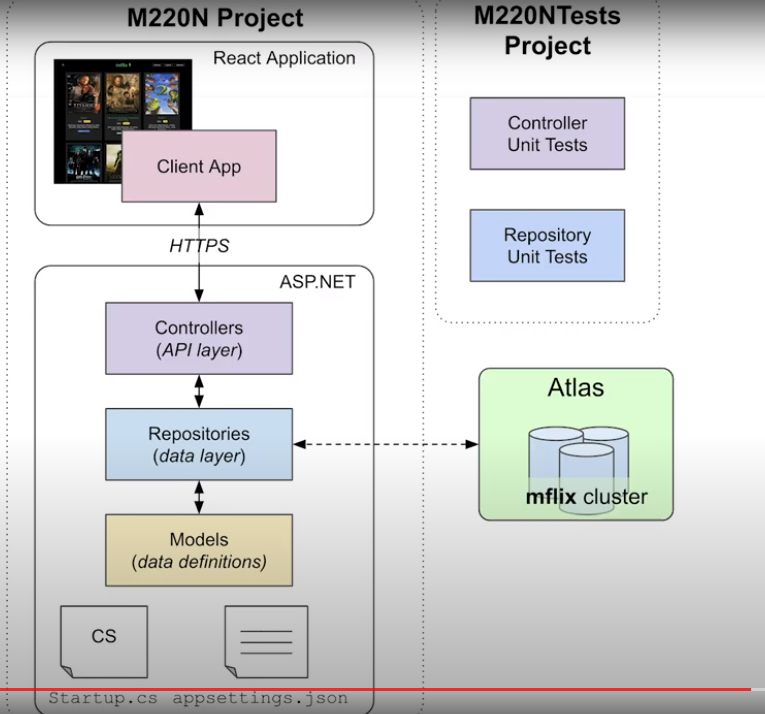 M220N Project
React Application
Client App
HTTPS
ASP.NET
Controllers
(API layer)
Repositories
(data layer)
Models
(data definitions)
CS
Startup.cs appsettings.json
M220NTests
Project
Controller
Unit Tests
Repository
Unit Tests
Atlas
mflix cluster